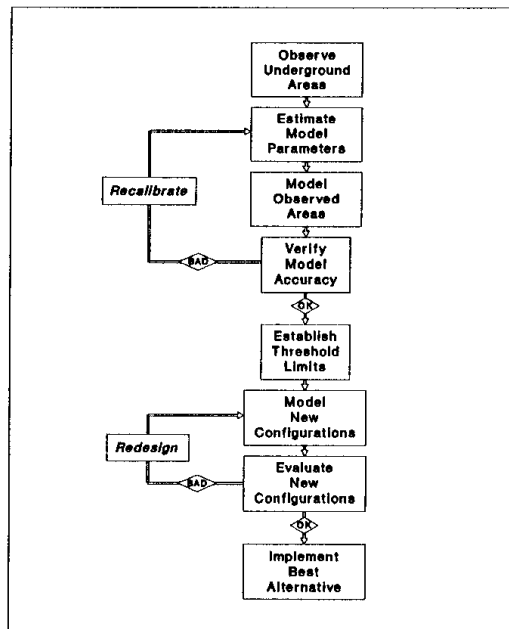 Observe
Underground
Areas
Estimate
Model
Parameters
Recalibrate
Model
Observed
Areas
Verify
Model
Accuracy
BAD
OK
Establish
Threshold
Limits
Model
New
Configurations
Redesign
Evaluate
New
Configurations
BAD
OK
Implement
Best
Alternative